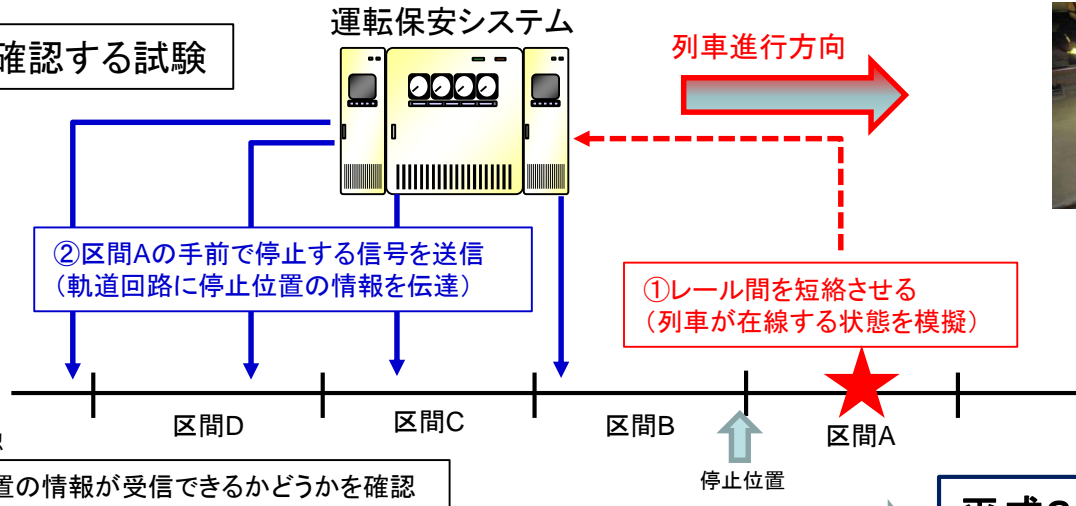 運転保安システム
確認する試験
列車進行方向
②区間Aの手前で停止する信号を送信
(軌道回路に停止位置の情報を伝達)
①レール間を短絡させる
(列車が在線する状態を模擬)
区間D
区間C
区間B
区間A
停止位置
置の情報が受信できるかどうかを確認